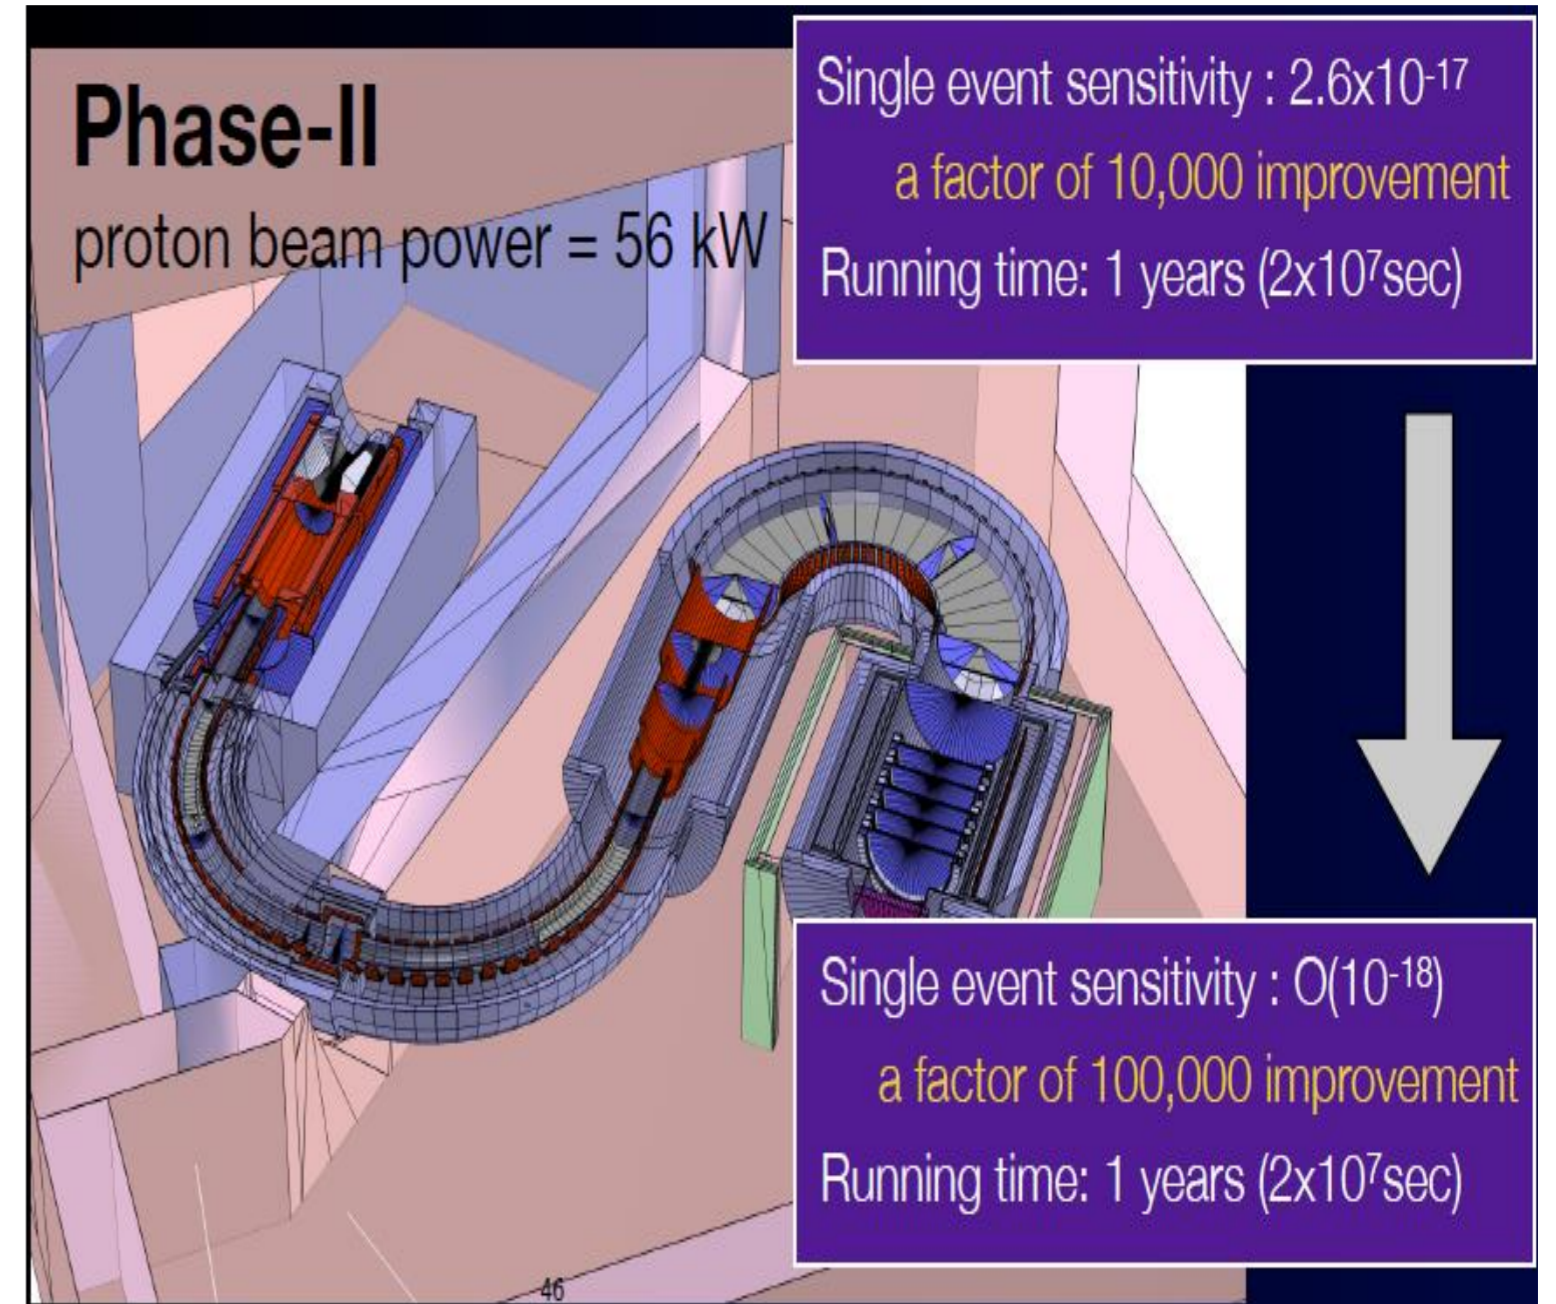 Phase-II
proton beam power = 56 kW
Single event sensitivity : 2.6x10⁻¹⁷
a factor of 10,000 improvement
Running time: 1 years (2x10⁷sec)
Single event sensitivity : O(10⁻¹⁸)
a factor of 100,000 improvement
Running time: 1 years (2x10⁷sec)
46